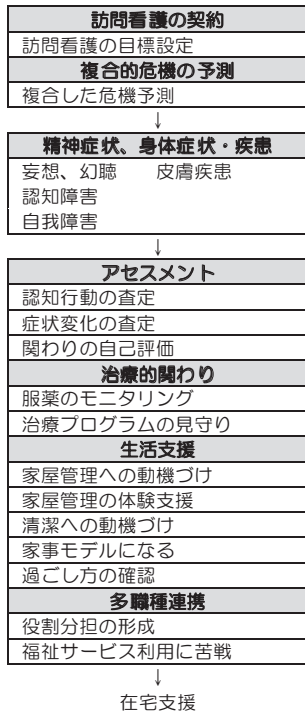 訪問看護の契約
訪問看護の目標設定
複合的危機の予測
複合した危機予測
↓
精神症状、身体症状・疾患
妄想、幻聴　　皮膚疾患
認知障害
自我障害
↓
アセスメント
認知行動の査定
症状変化の査定
関わりの自己評価
治療的関わり
服薬のモニタリング
治療プログラムの見守り
生活支援
家屋管理への動機づけ
家屋管理の体験支援
清潔への動機づけ
家事モデルになる
過ごし方の確認
多職種連携
役割分担の形成
福祉サービス利用に苦戦
↓
在宅支援